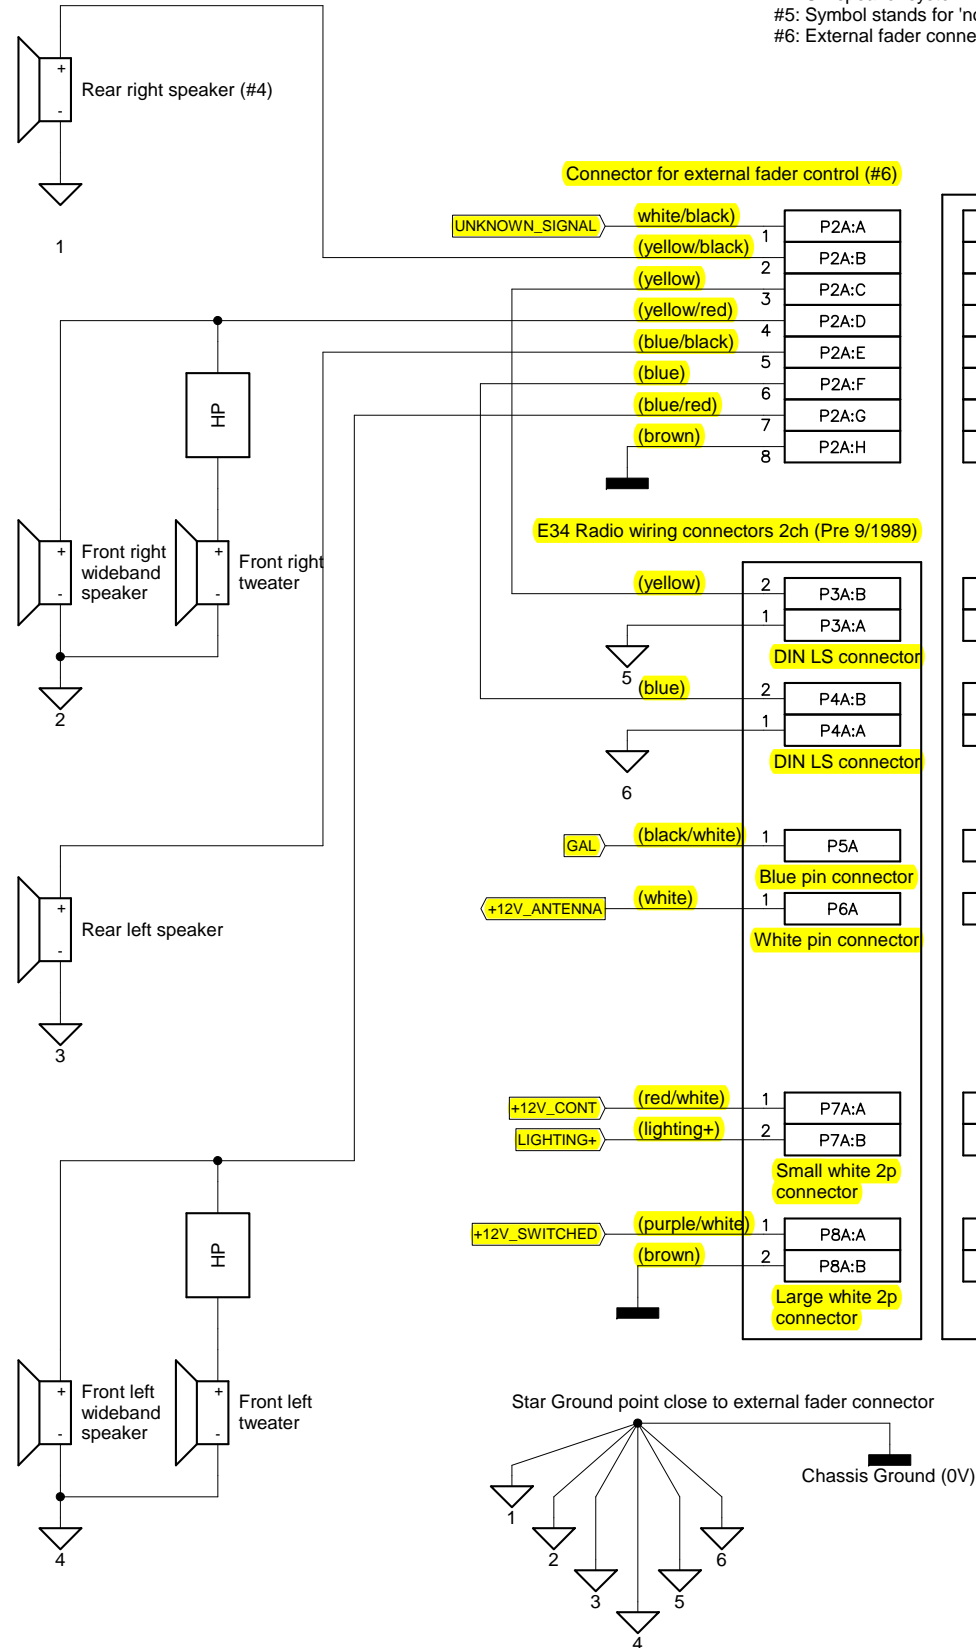 #5: Symbol stands for
#6: External fader
Rear right speaker (#4)
+
-
1
Connector for external fader control (#6)
UNKNOWN_SIGNAL white/black) 1 P2A:A
(yellow/black) 2 P2A:B
(yellow) 3 P2A:C
(yellow/red) 4 P2A:D
(blue/black) 5 P2A:E
(blue) 6 P2A:F
(blue/red) 7 P2A:G
(brown) 8 P2A:H
HP
+
-
Front right
wideband
speaker
+
-
Front right
tweater
2
E34 Radio wiring connectors 2ch (Pre 9/1989)
(yellow) 2 P3A:B
1 P3A:A
5
DIN LS connector
(blue) 2 P4A:B
1 P4A:A
6
DIN LS connector
GAL (black/white) 1 P5A
Blue pin connector
+12V_ANTENNA (white) 1 P6A
White pin connector
+
-
Rear left speaker
3
+12V_CONT (red/white) 1 P7A:A
LIGHTING+ (lighting+) 2 P7A:B
Small white 2p
connector
+12V_SWITCHED (purple/white) 1 P8A:A
(brown) 2 P8A:B
Large white 2p
connector
HP
+
-
Front left
wideband
speaker
+
-
Front left
tweater
4
Star Ground point close to external fader connector
Chassis Ground (0V)
1
2
3
4
5
6